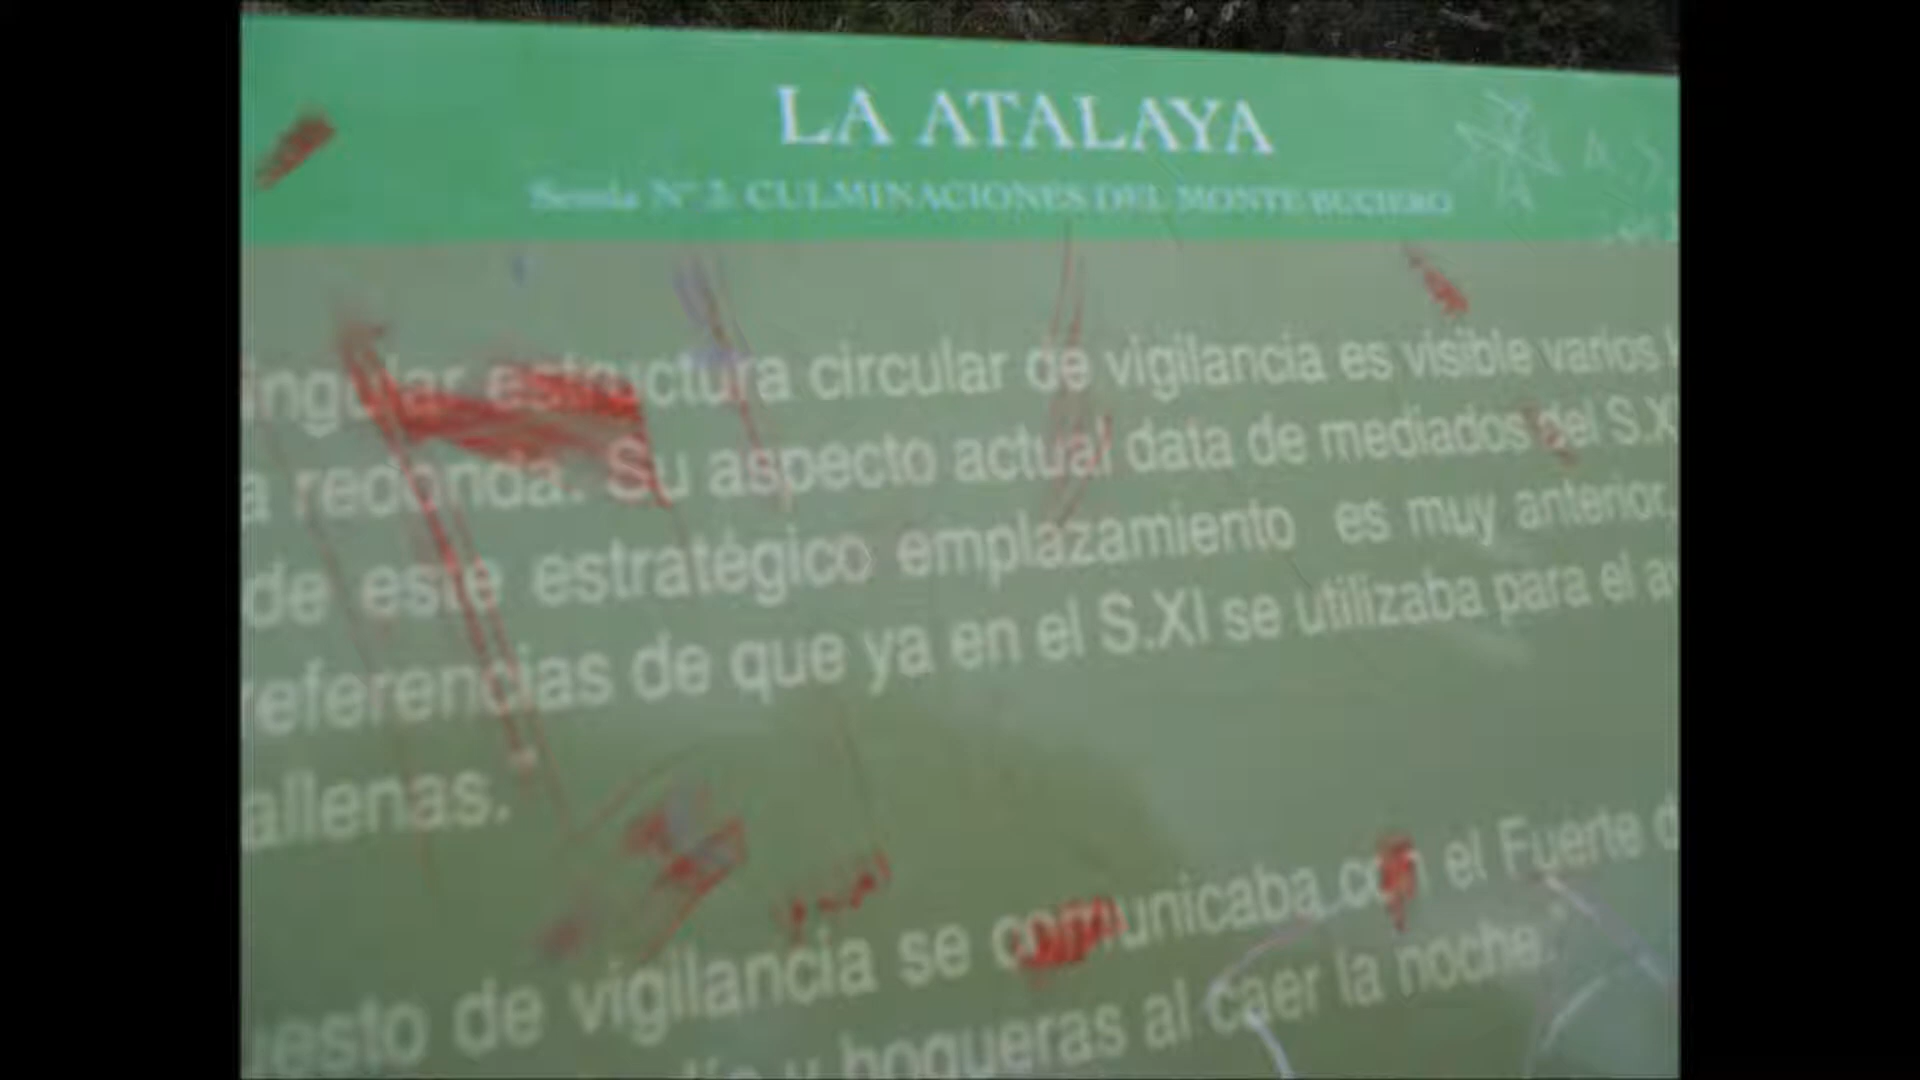 LA ATALAYA
Senda Nº 2: CULMINACIONES DEL MONTE BUCIERO
ingular estructura circular de vigilancia es visible varios
a redonda. Su aspecto actual data de mediados del S.X
de este estratégico emplazamiento es muy anterior,
referencias de que ya en el S.XI se utilizaba para el av
allenas.
uesto de vigilancia se comunicaba con el Fuerte d
y hogueras al caer la noche.